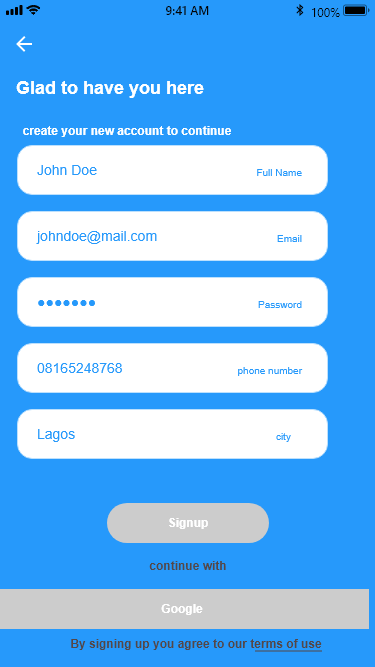 9:41 AM 100%
Glad to have you here
create your new account to continue
John Doe Full Name
johndoe@mail.com Email
●●●●●●● Password
08165248768 phone number
Lagos city
Signup
continue with
Google
By signing up you agree to our terms of use